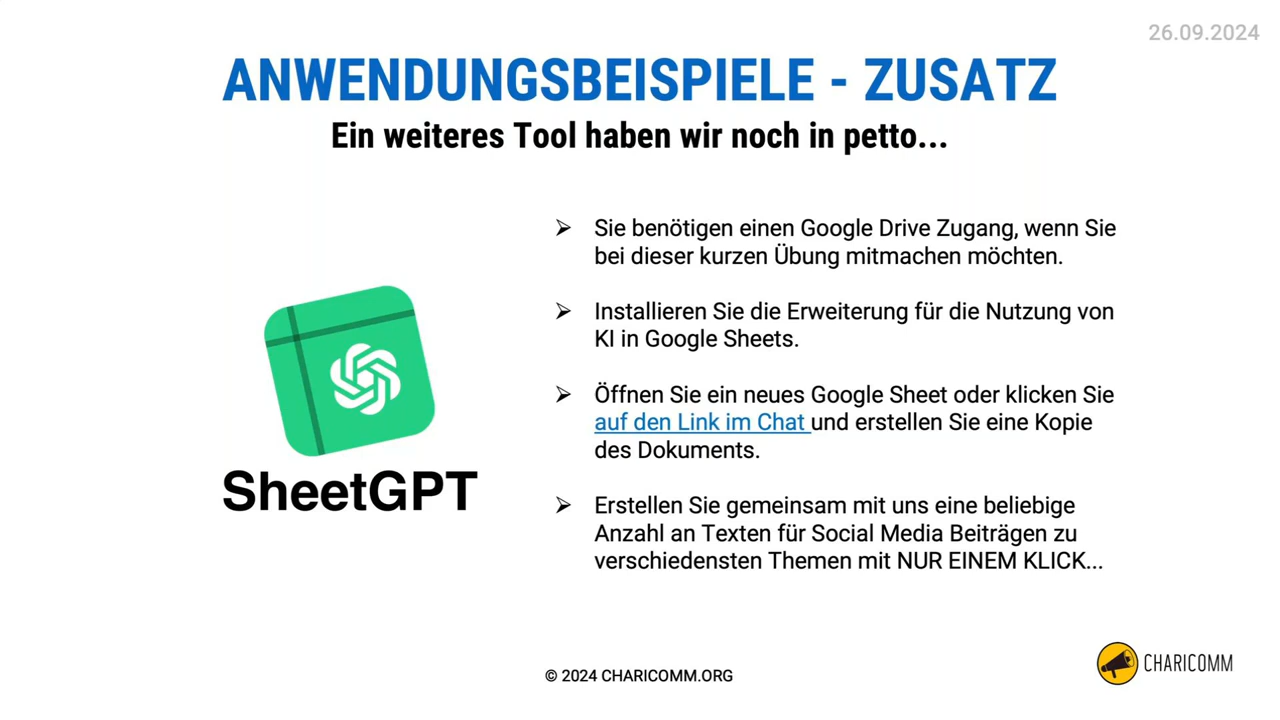 26.09.2024
ANWENDUNGSBEISPIELE - ZUSATZ
Ein weiteres Tool haben wir noch in petto...
➢ Sie benötigen einen Google Drive Zugang, wenn Sie
bei dieser kurzen Übung mitmachen möchten.
➢ Installieren Sie die Erweiterung für die Nutzung von
KI in Google Sheets.
➢ Öffnen Sie ein neues Google Sheet oder klicken Sie
auf den Link im Chat und erstellen Sie eine Kopie
des Dokuments.
➢ Erstellen Sie gemeinsam mit uns eine beliebige
Anzahl an Texten für Social Media Beiträgen zu
verschiedensten Themen mit NUR EINEM KLICK...
SheetGPT
© 2024 CHARICOMM.ORG
CHARICOMM